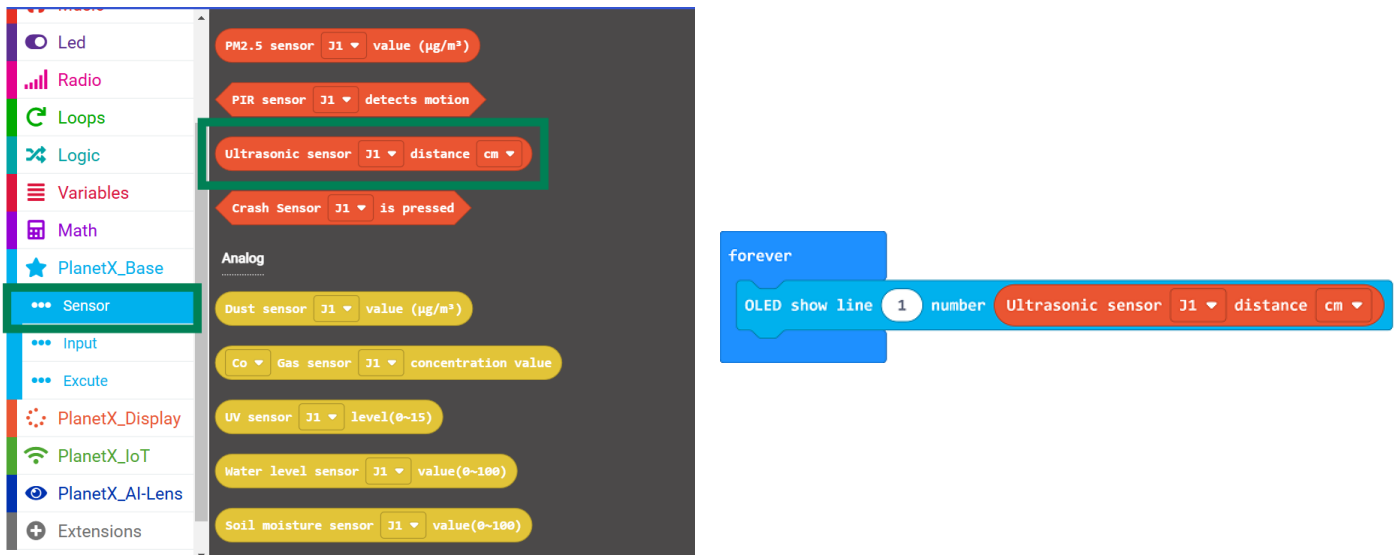 Music
Led
Radio
Loops
Logic
Variables
Math
PlanetX_Base
Sensor
Input
Excute
PlanetX_Display
PlanetX_IoT
PlanetX_AI-Lens
Extensions
PM2.5 sensor J1 value (μg/m³)
PIR sensor J1 detects motion
Ultrasonic sensor J1 distance cm
Crash Sensor J1 is pressed
Analog
Dust sensor J1 value (μg/m³)
Co Gas sensor J1 concentration value
UV sensor J1 level(0~15)
Water level sensor J1 value(0~100)
Soil moisture sensor J1 value(0~100)
forever
OLED show line 1 number Ultrasonic sensor J1 distance cm